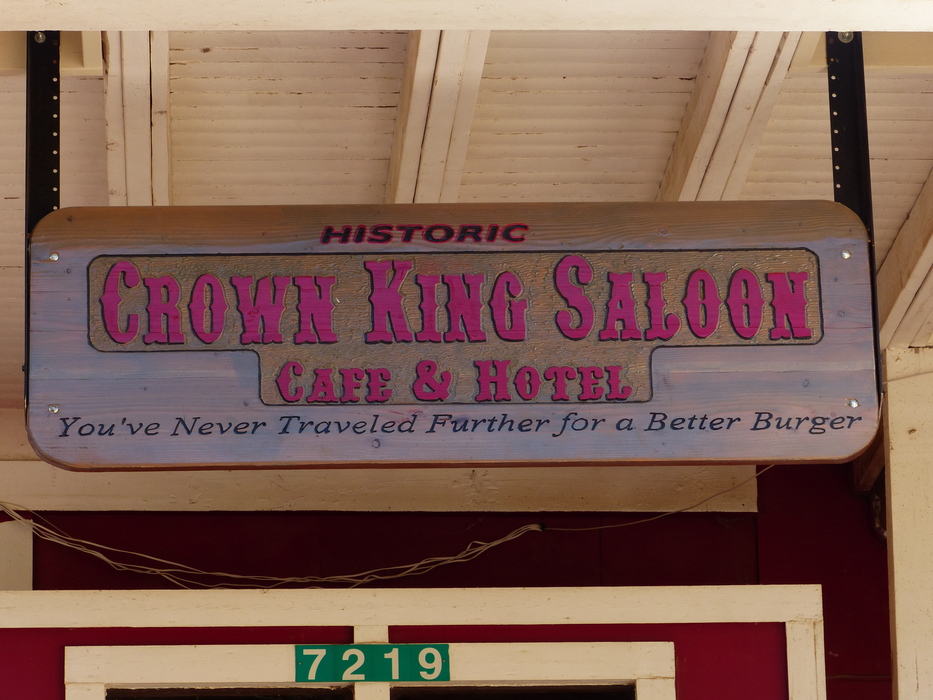 HISTORIC
CROWN KING SALOON
CAFE & HOTEL
You've Never Traveled Further for a Better Burger
7219